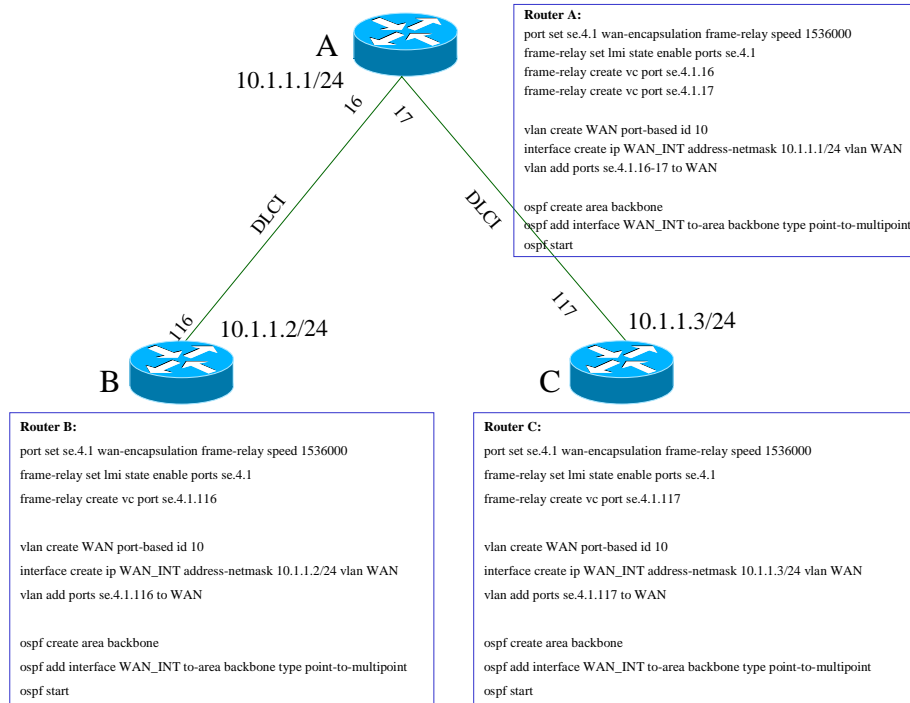 Router A:
port set se.4.1 wan-encapsulation frame-relay speed 1536000
frame-relay set lmi state enable ports se.4.1
frame-relay create vc port se.4.1.16
frame-relay create vc port se.4.1.17
vlan create WAN port-based id 10
interface create ip WAN_INT address-netmask 10.1.1.1/24 vlan WAN
vlan add ports se.4.1.16-17 to WAN
ospf create area backbone
ospf add interface WAN_INT to-area backbone type point-to-multipoint
ospf start
A
10.1.1.1/24
16
17
DLCI
DLCI
116
117
10.1.1.2/24
10.1.1.3/24
B
C
Router B:
port set se.4.1 wan-encapsulation frame-relay speed 1536000
frame-relay set lmi state enable ports se.4.1
frame-relay create vc port se.4.1.116
vlan create WAN port-based id 10
interface create ip WAN_INT address-netmask 10.1.1.2/24 vlan WAN
vlan add ports se.4.1.116 to WAN
ospf create area backbone
ospf add interface WAN_INT to-area backbone type point-to-multipoint
ospf start
Router C:
port set se.4.1 wan-encapsulation frame-relay speed 1536000
frame-relay set lmi state enable ports se.4.1
frame-relay create vc port se.4.1.117
vlan create WAN port-based id 10
interface create ip WAN_INT address-netmask 10.1.1.3/24 vlan WAN
vlan add ports se.4.1.117 to WAN
ospf create area backbone
ospf add interface WAN_INT to-area backbone type point-to-multipoint
ospf start